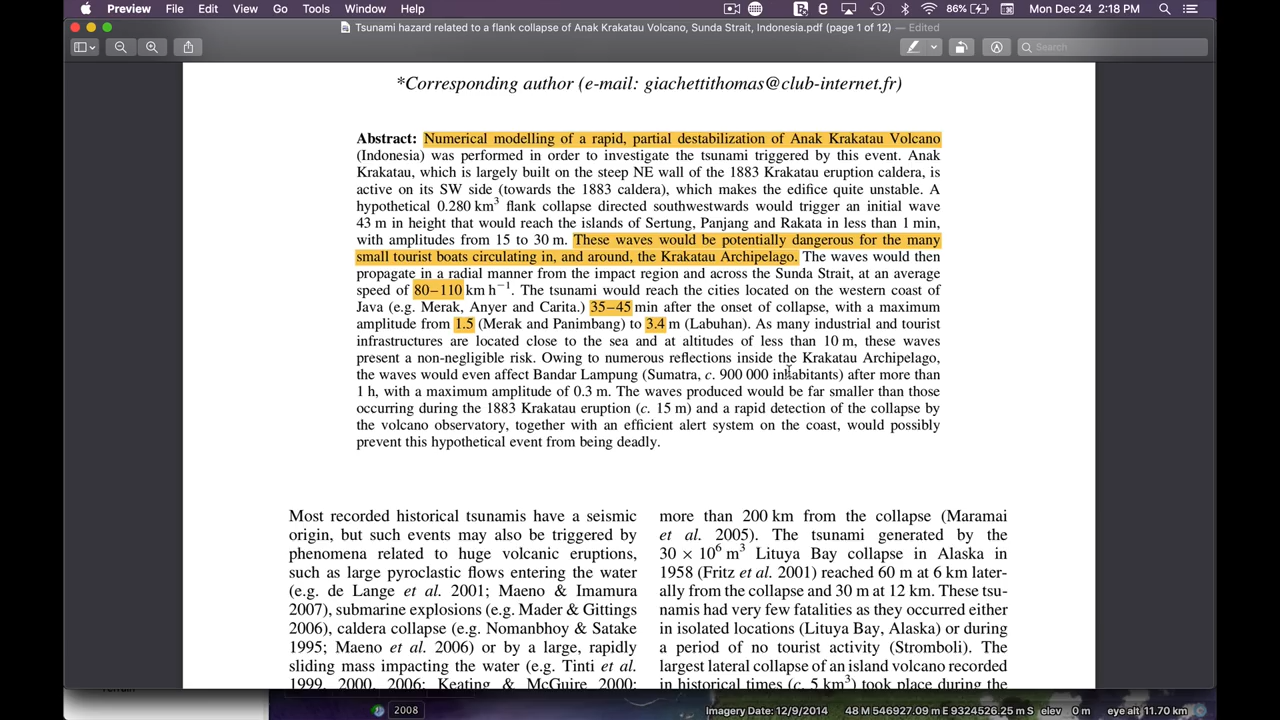 Preview File Edit View Go Tools Window Help 86% Mon Dec 24 2:18 PM
Tsunami hazard related to a flank collapse of Anak Krakatau Volcano, Sunda Strait, Indonesia.pdf (page 1 of 12) — Edited
Search
*Corresponding author (e-mail: giachettithomas@club-internet.fr)
Abstract: Numerical modelling of a rapid, partial destabilization of Anak Krakatau Volcano
(Indonesia) was performed in order to investigate the tsunami triggered by this event. Anak
Krakatau, which is largely built on the steep NE wall of the 1883 Krakatau eruption caldera, is
active on its SW side (towards the 1883 caldera), which makes the edifice quite unstable. A
hypothetical 0.280 km³ flank collapse directed southwestwards would trigger an initial wave
43 m in height that would reach the islands of Sertung, Panjang and Rakata in less than 1 min,
with amplitudes from 15 to 30 m. These waves would be potentially dangerous for the many
small tourist boats circulating in, and around, the Krakatau Archipelago. The waves would then
propagate in a radial manner from the impact region and across the Sunda Strait, at an average
speed of 80–110 km h⁻¹. The tsunami would reach the cities located on the western coast of
Java (e.g. Merak, Anyer and Carita.) 35–45 min after the onset of collapse, with a maximum
amplitude from 1.5 (Merak and Panimbang) to 3.4 m (Labuhan). As many industrial and tourist
infrastructures are located close to the sea and at altitudes of less than 10 m, these waves
present a non-negligible risk. Owing to numerous reflections inside the Krakatau Archipelago,
the waves would even affect Bandar Lampung (Sumatra, c. 900 000 inhabitants) after more than
1 h, with a maximum amplitude of 0.3 m. The waves produced would be far smaller than those
occurring during the 1883 Krakatau eruption (c. 15 m) and a rapid detection of the collapse by
the volcano observatory, together with an efficient alert system on the coast, would possibly
prevent this hypothetical event from being deadly.
Most recorded historical tsunamis have a seismic
origin, but such events may also be triggered by
phenomena related to huge volcanic eruptions,
such as large pyroclastic flows entering the water
(e.g. de Lange et al. 2001; Maeno & Imamura
2007), submarine explosions (e.g. Mader & Gittings
2006), caldera collapse (e.g. Nomanbhoy & Satake
1995; Maeno et al. 2006) or by a large, rapidly
sliding mass impacting the water (e.g. Tinti et al.
1999, 2000, 2006; Keating & McGuire 2000;
more than 200 km from the collapse (Maramai
et al. 2005). The tsunami generated by the
30 × 10⁶ m³ Lituya Bay collapse in Alaska in
1958 (Fritz et al. 2001) reached 60 m at 6 km later-
ally from the collapse and 30 m at 12 km. These tsu-
namis had very few fatalities as they occurred either
in isolated locations (Lituya Bay, Alaska) or during
a period of no tourist activity (Stromboli). The
largest lateral collapse of an island volcano recorded
in historical times (c. 5 km³) took place during the
2008
Imagery Date: 12/9/2014 48 M 546927.09 m E 9324526.25 m S elev 0 m eye alt 11.70 km